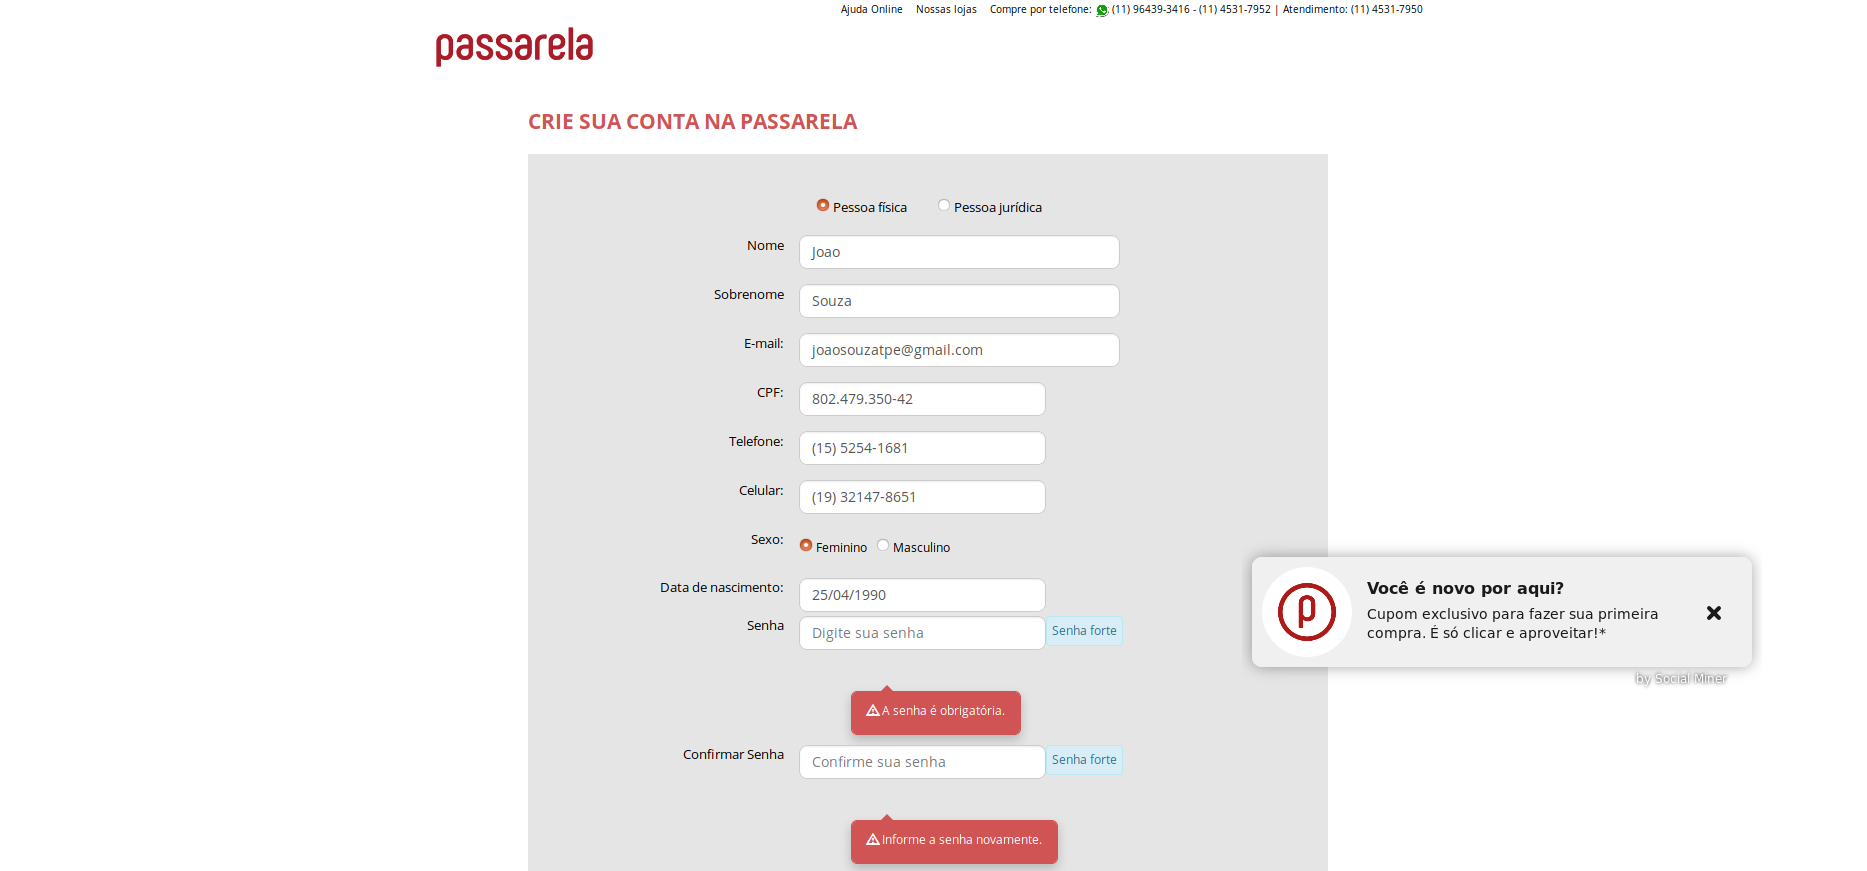 Ajuda Online Nossas lojas Compre por telefone: (11) 96439-3416 - (11) 4531-7952 | Atendimento: (11) 4531-7950
passarela
CRIE SUA CONTA NA PASSARELA
Pessoa física Pessoa jurídica
Nome Joao
Sobrenome Souza
E-mail: joaosouzatpe@gmail.com
CPF: 802.479.350-42
Telefone: (15) 5254-1681
Celular: (19) 32147-8651
Sexo: Feminino Masculino
Data de nascimento: 25/04/1990
Senha Digite sua senha Senha forte
A senha é obrigatória.
Confirmar Senha Confirme sua senha Senha forte
Informe a senha novamente.
Você é novo por aqui?
Cupom exclusivo para fazer sua primeira
compra. É só clicar e aproveitar!*
by Social Miner